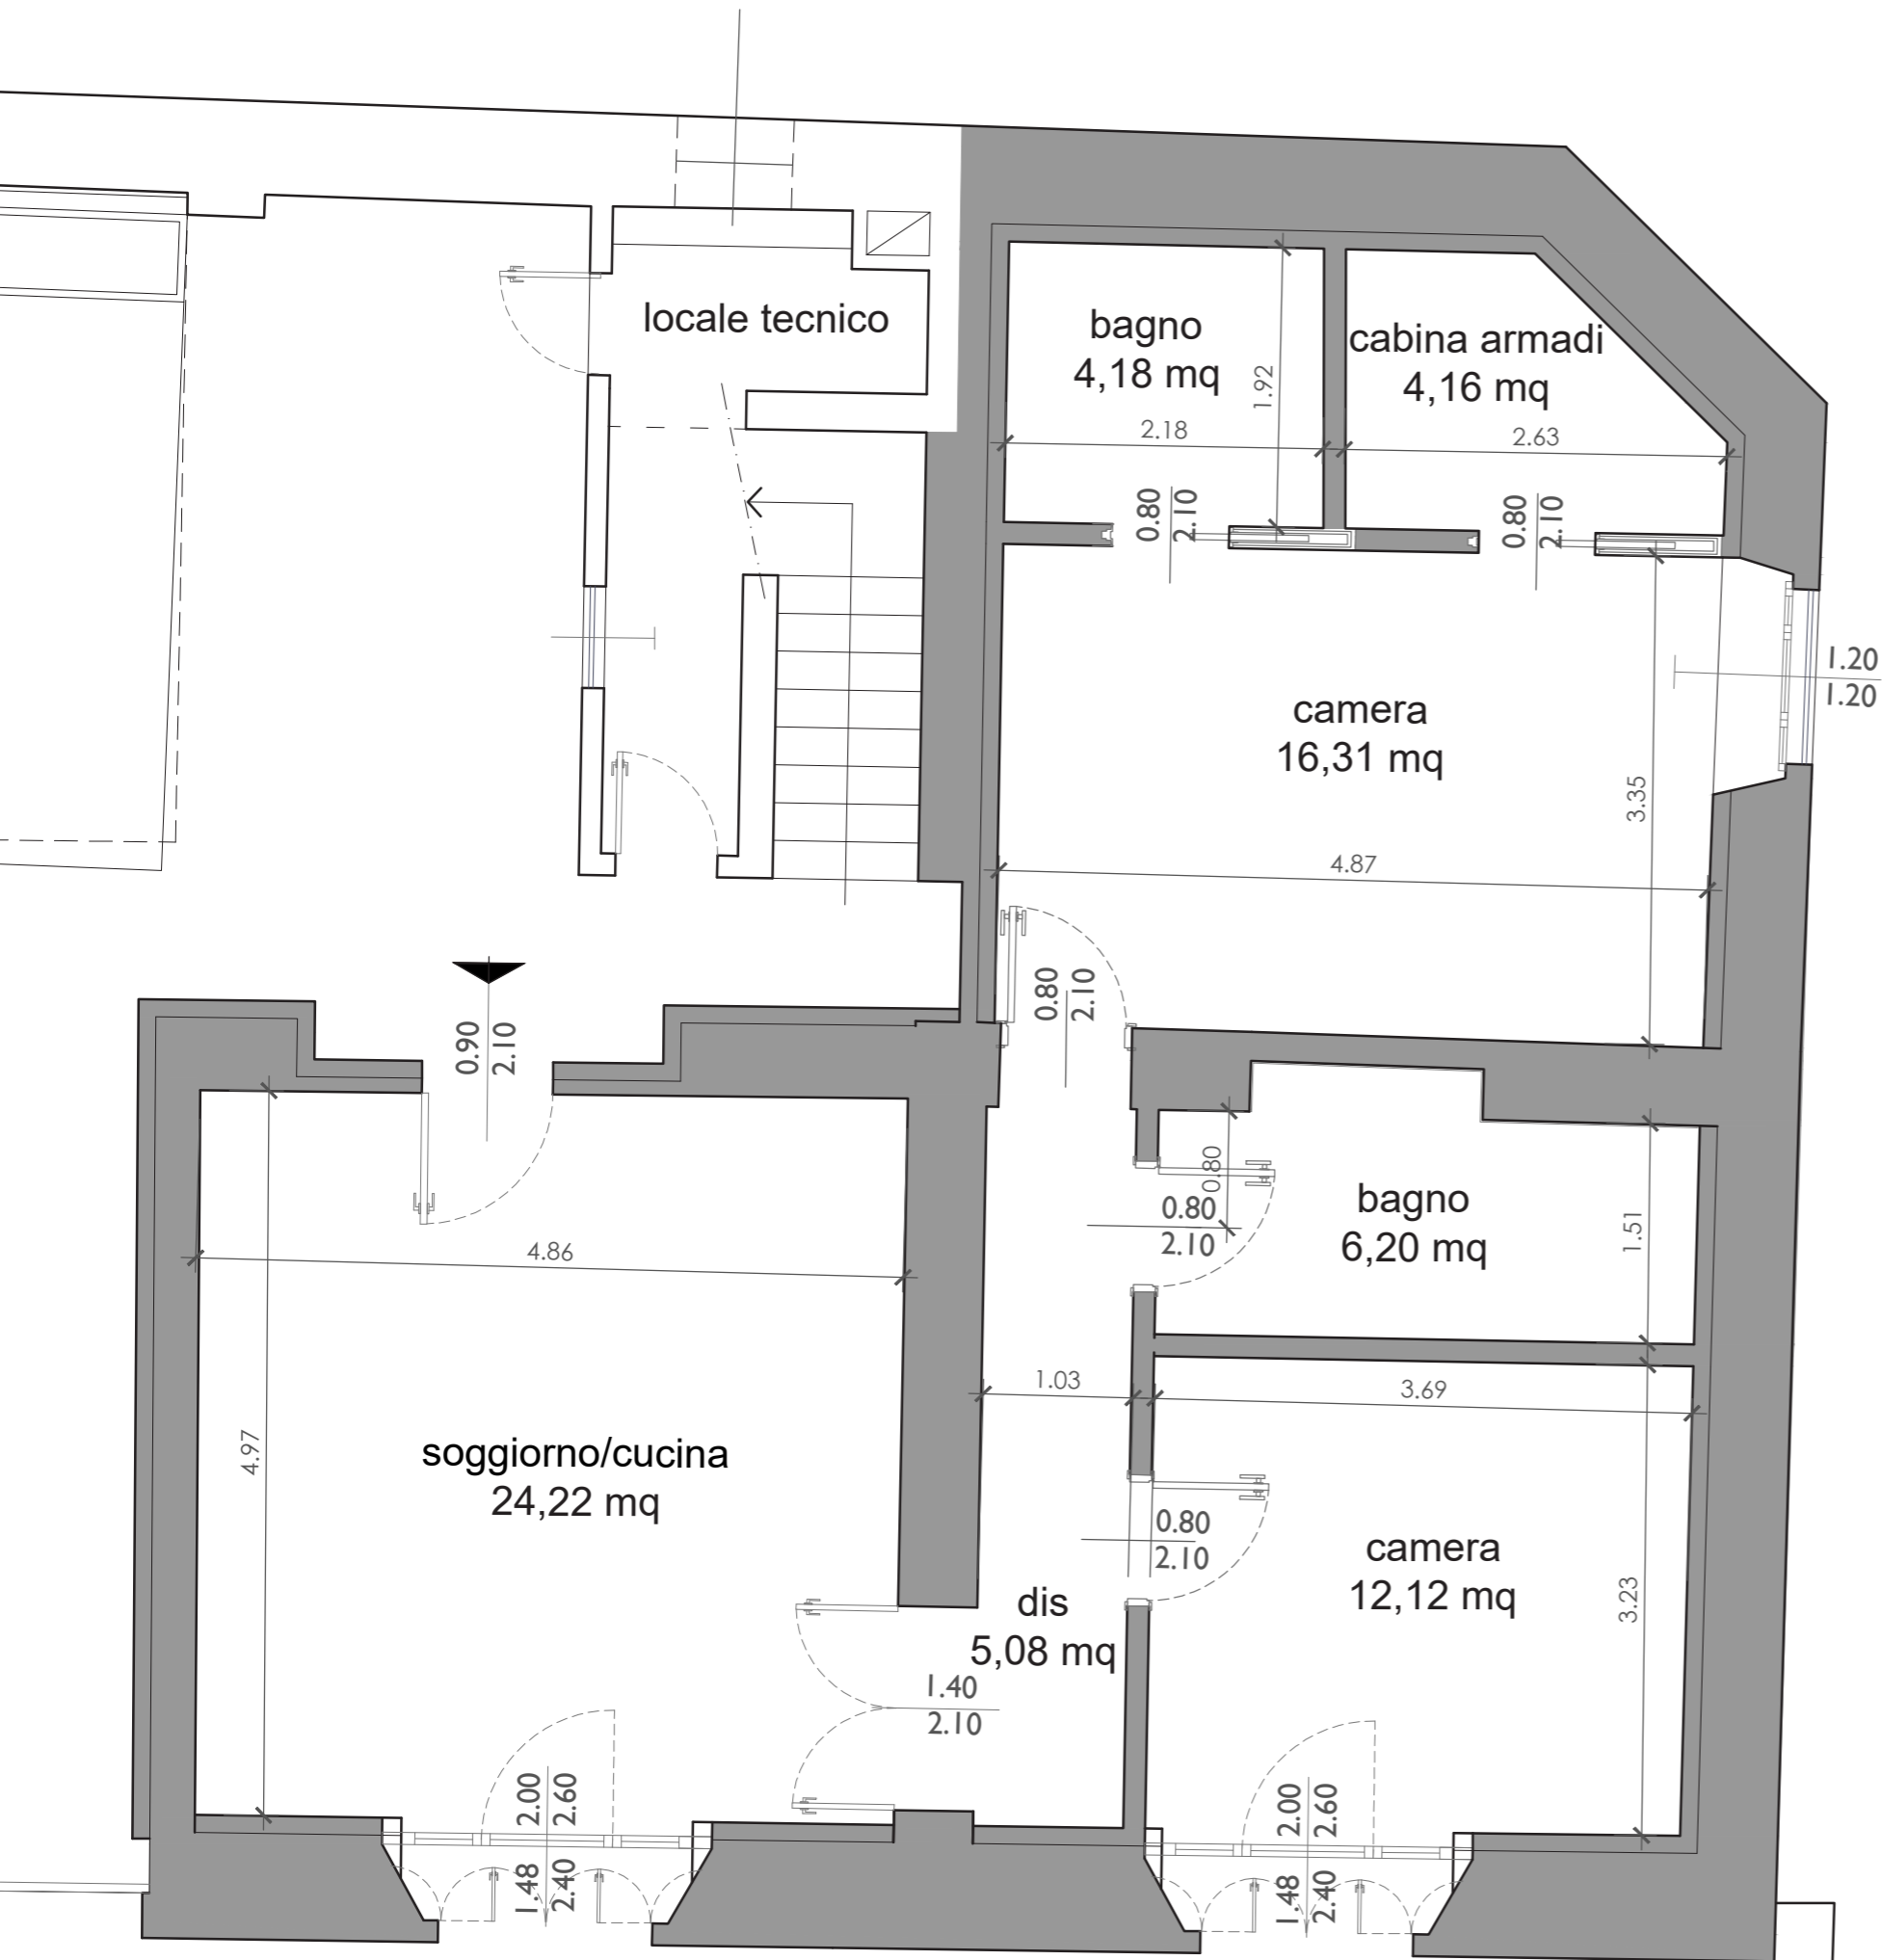 locale tecnico
bagno
4,18 mq
1.92
2.18
cabina armadi
4,16 mq
2.63
0.80
2.10
0.80
2.10
1.20
1.20
camera
16,31 mq
3.35
4.87
0.80
2.10
0.90
2.10
0.80
0.80
2.10
bagno
6,20 mq
1.51
4.86
4.97
soggiorno/cucina
24,22 mq
1.03
3.69
0.80
2.10
camera
12,12 mq
3.23
dis
5,08 mq
1.40
2.10
2.00
2.60
1.48
2.40
2.00
2.60
1.48
2.40